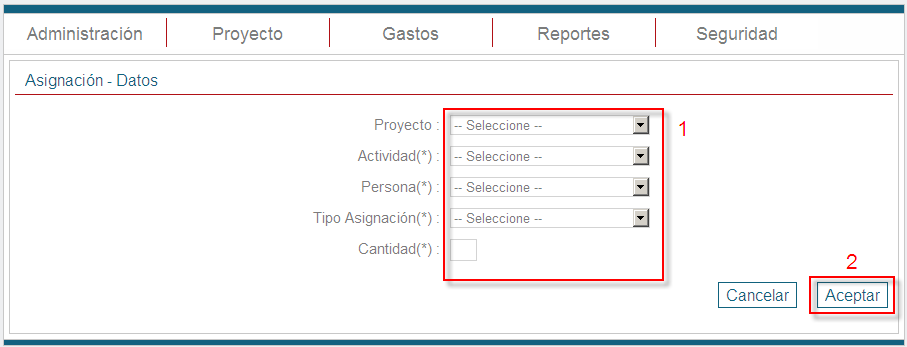 Administración Proyecto Gastos Reportes Seguridad
Asignación - Datos
Proyecto : -- Seleccione -- 1
Actividad(*) : -- Seleccione --
Persona(*) : -- Seleccione --
Tipo Asignación(*) : -- Seleccione --
Cantidad(*) :
2
Cancelar Aceptar